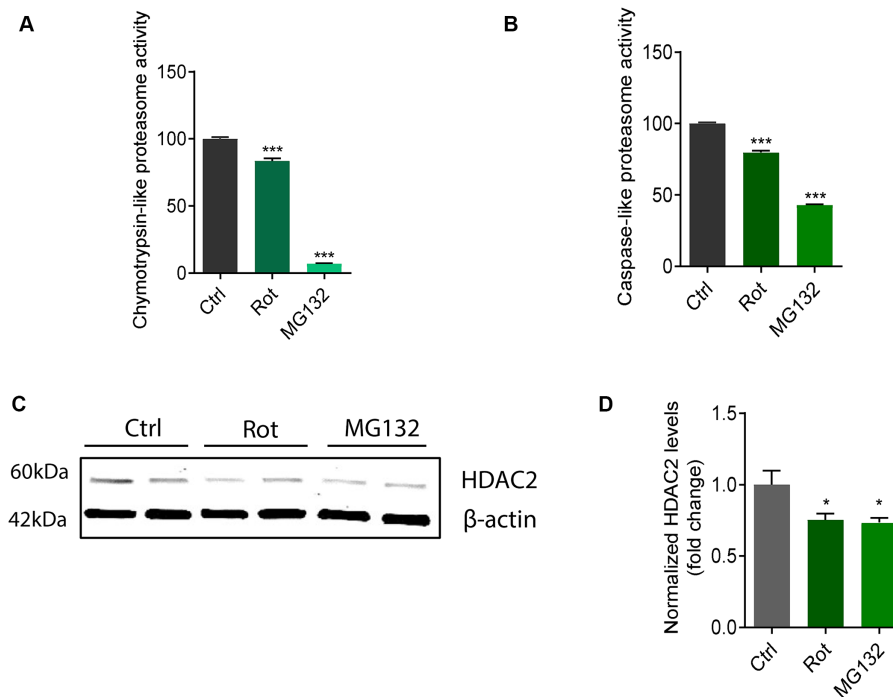 A
Chymotrypsin-like proteasome activity
150
100
50
0
***
***
Ctrl
Rot
MG132
B
Caspase-like proteasome activity
150
100
50
0
***
***
Ctrl
Rot
MG132
C
Ctrl
Rot
MG132
60kDa
HDAC2
42kDa
β-actin
D
Normalized HDAC2 levels
(fold change)
1.5
1.0
0.5
0.0
*
*
Ctrl
Rot
MG132